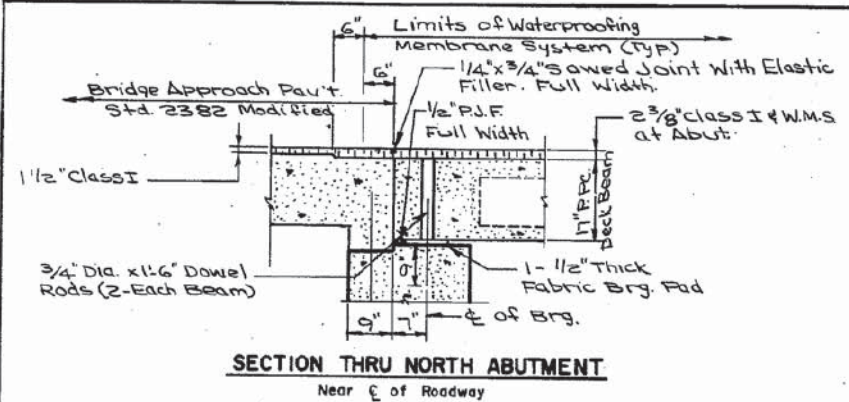 6" Limits of Waterproofing
Membrane System (Typ)
6"
1/4" x 3/4" Sawed Joint With Elastic
Filler. Full Width.
Bridge Approach Pav't.
Std. 2382 Modified
1/2" P.J.F.
Full Width
2 3/8" Class I & W.M.S.
at Abut.
1 1/2" Class I
17" P.P.C.
Deck Beam
3/4" Dia. x 1'-6" Dowel
Rods (2-Each Beam)
1- 1/2" Thick
Fabric Brg. Pad
9" 7" ℄ of Brg.
SECTION THRU NORTH ABUTMENT
Near ℄ of Roadway